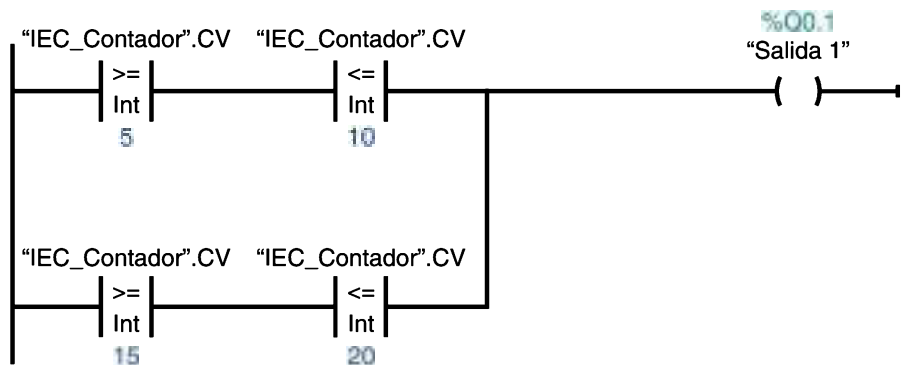 %Q0.1
“Salida 1”
“IEC_Contador”.CV “IEC_Contador”.CV
>= <=
Int Int
5 10
“IEC_Contador”.CV “IEC_Contador”.CV
>= <=
Int Int
15 20